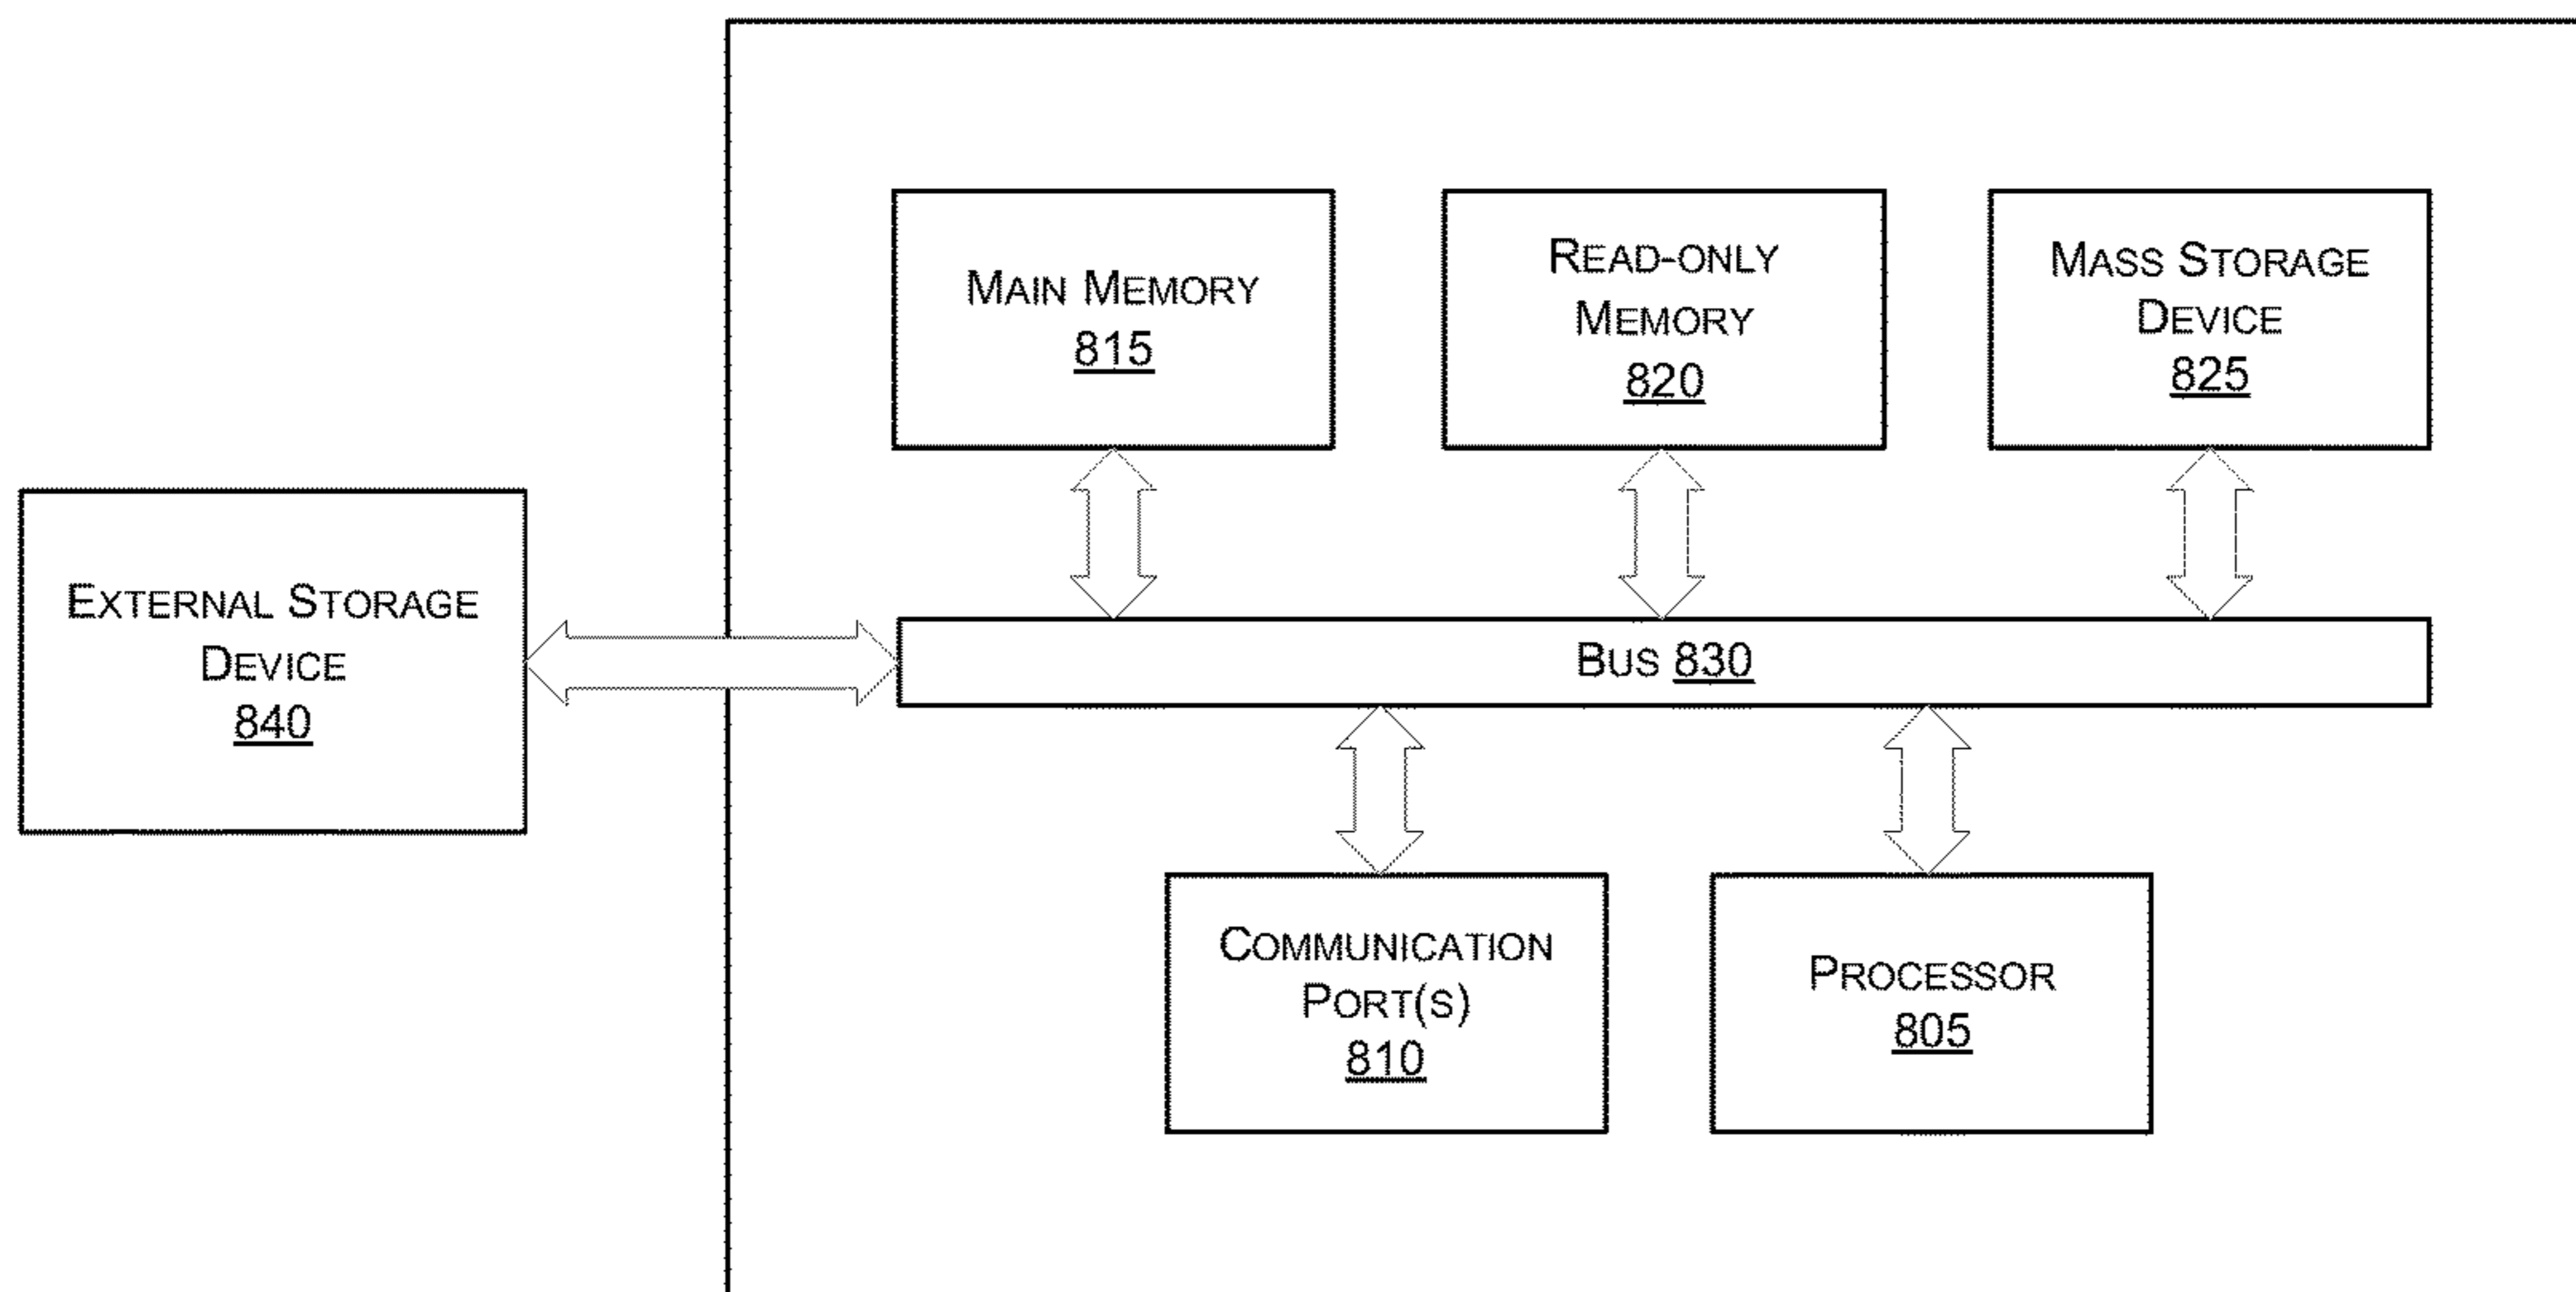 MAIN MEMORY
815
READ-ONLY
MEMORY
820
MASS STORAGE
DEVICE
825
EXTERNAL STORAGE
DEVICE
840
BUS 830
COMMUNICATION
PORT(S)
810
PROCESSOR
805